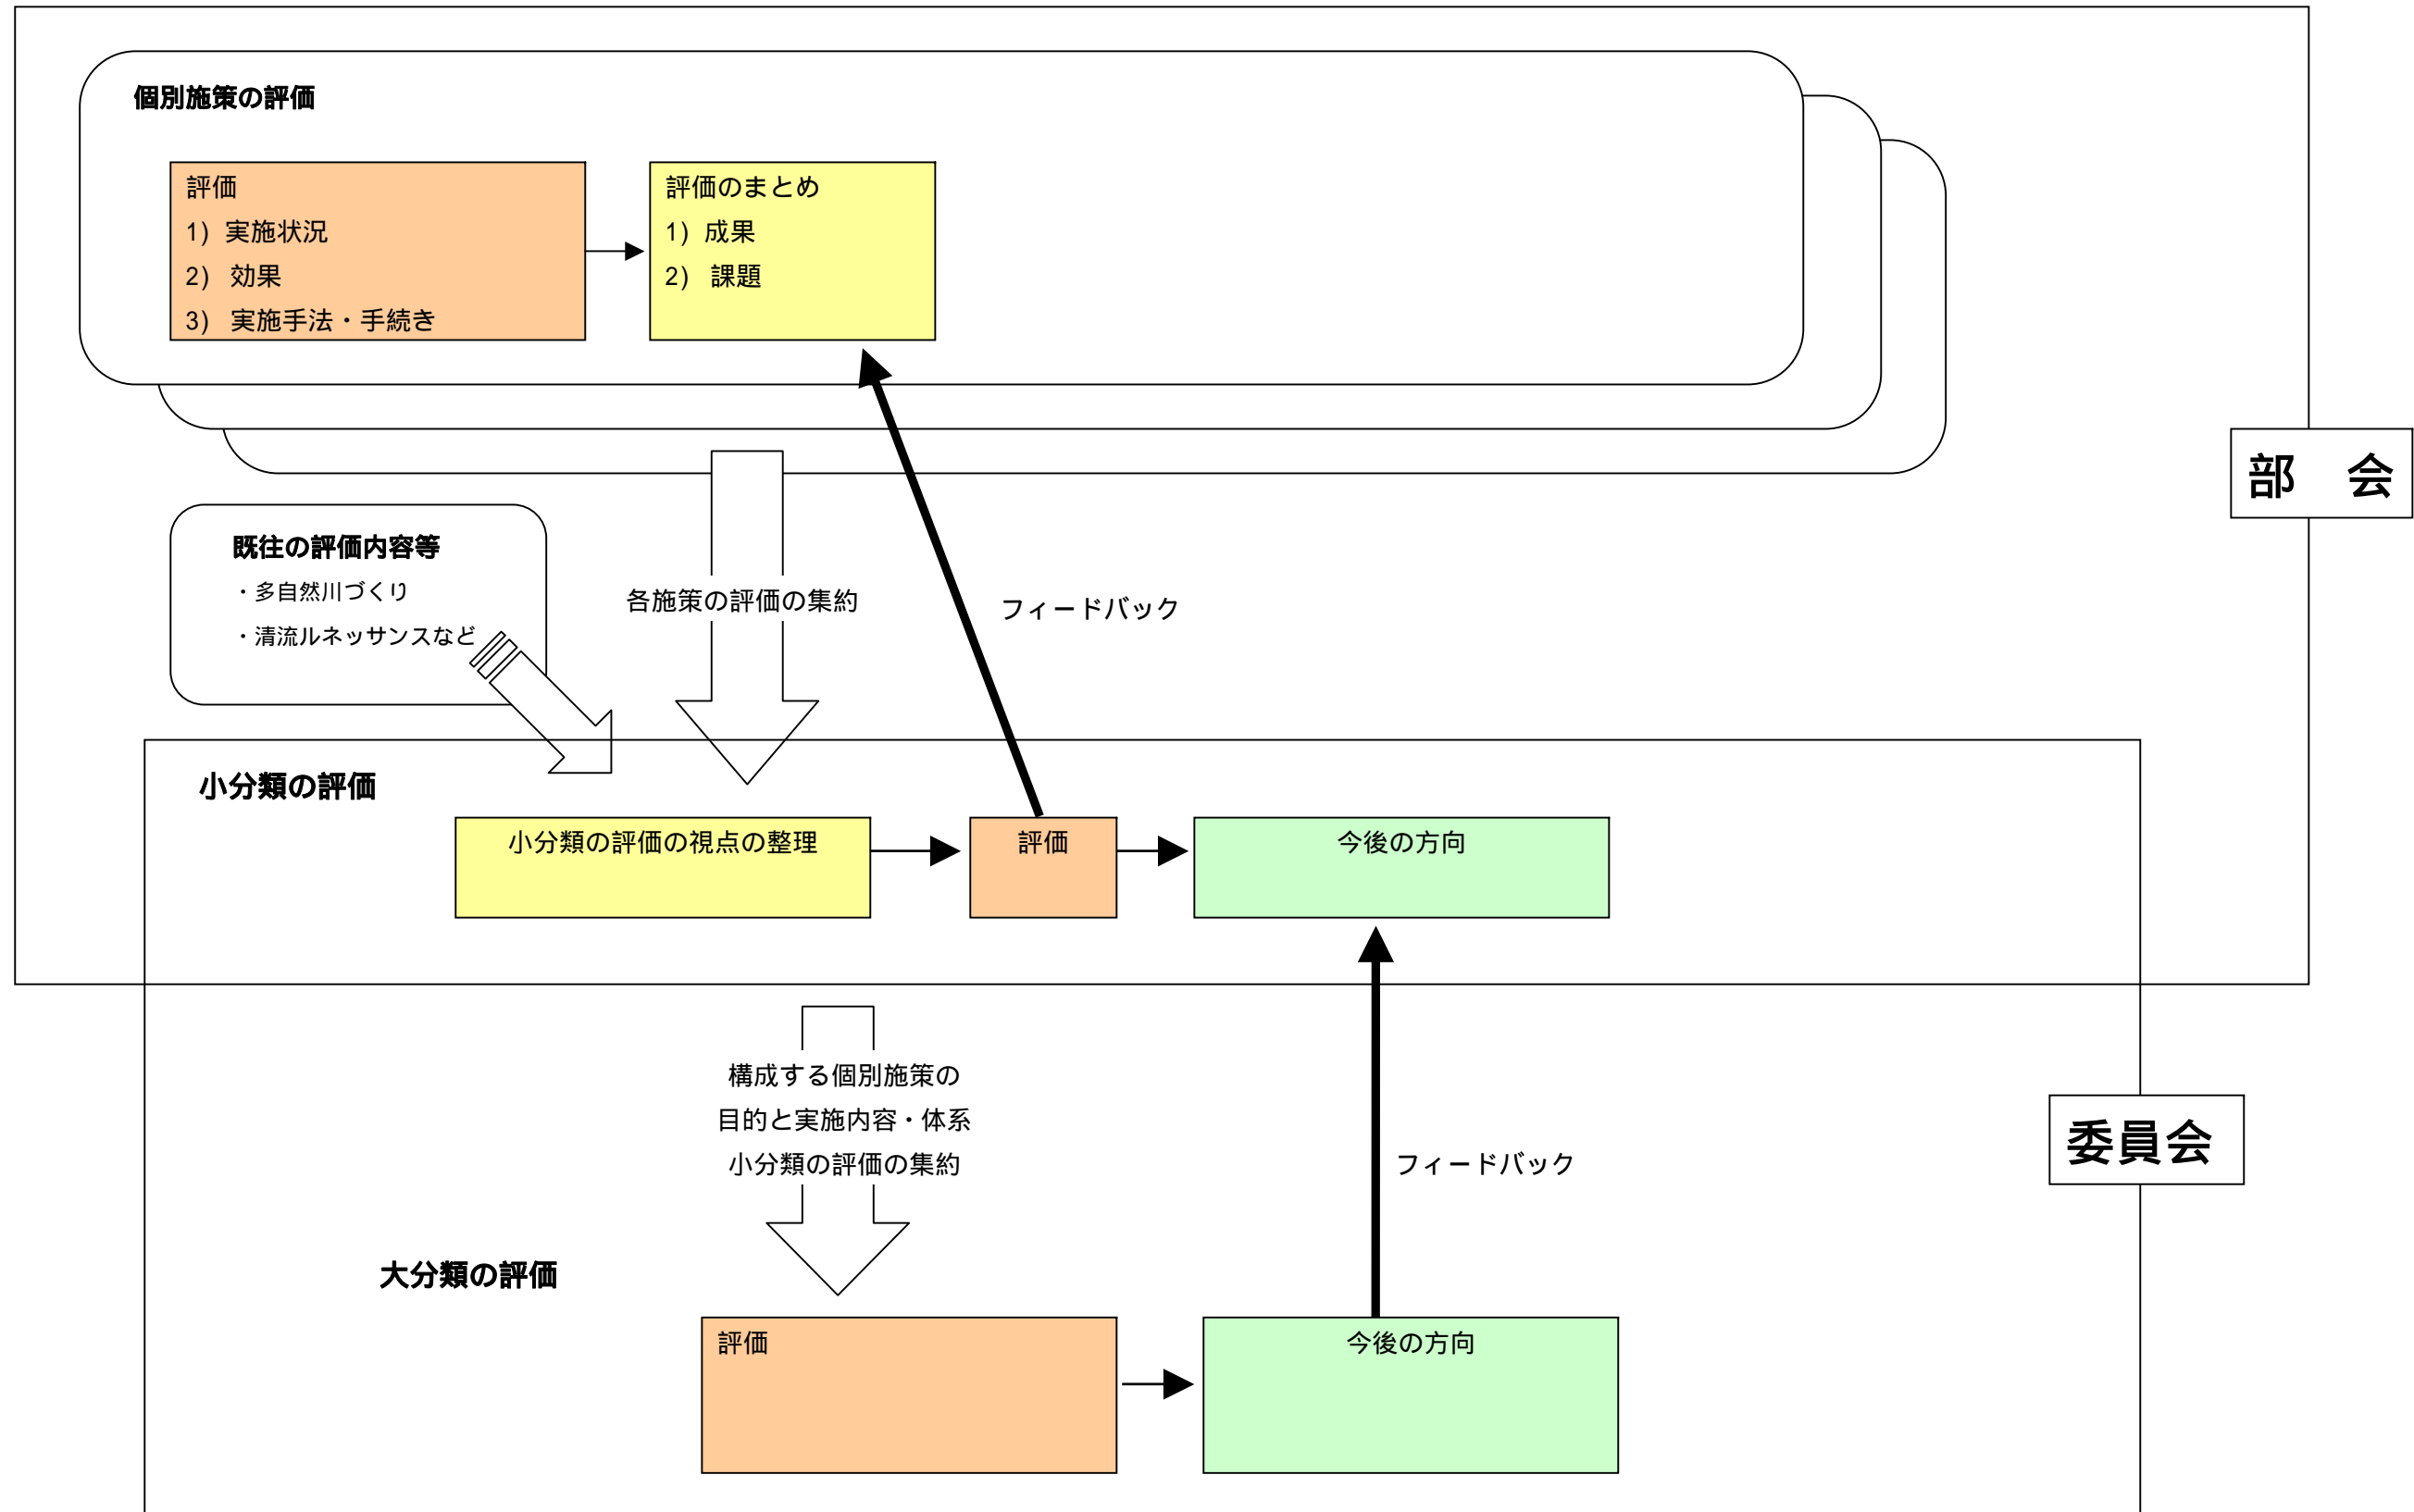 個別施策の評価
評価
1) 実施状況
2) 効果
3) 実施手法・手続き
評価のまとめ
1) 成果
2) 課題
部　会
既往の評価内容等
・多自然川づくり
・清流ルネッサンスなど
各施策の評価の集約
フィードバック
小分類の評価
小分類の評価の視点の整理
評価
今後の方向
構成する個別施策の
目的と実施内容・体系
小分類の評価の集約
フィードバック
委員会
大分類の評価
評価
今後の方向